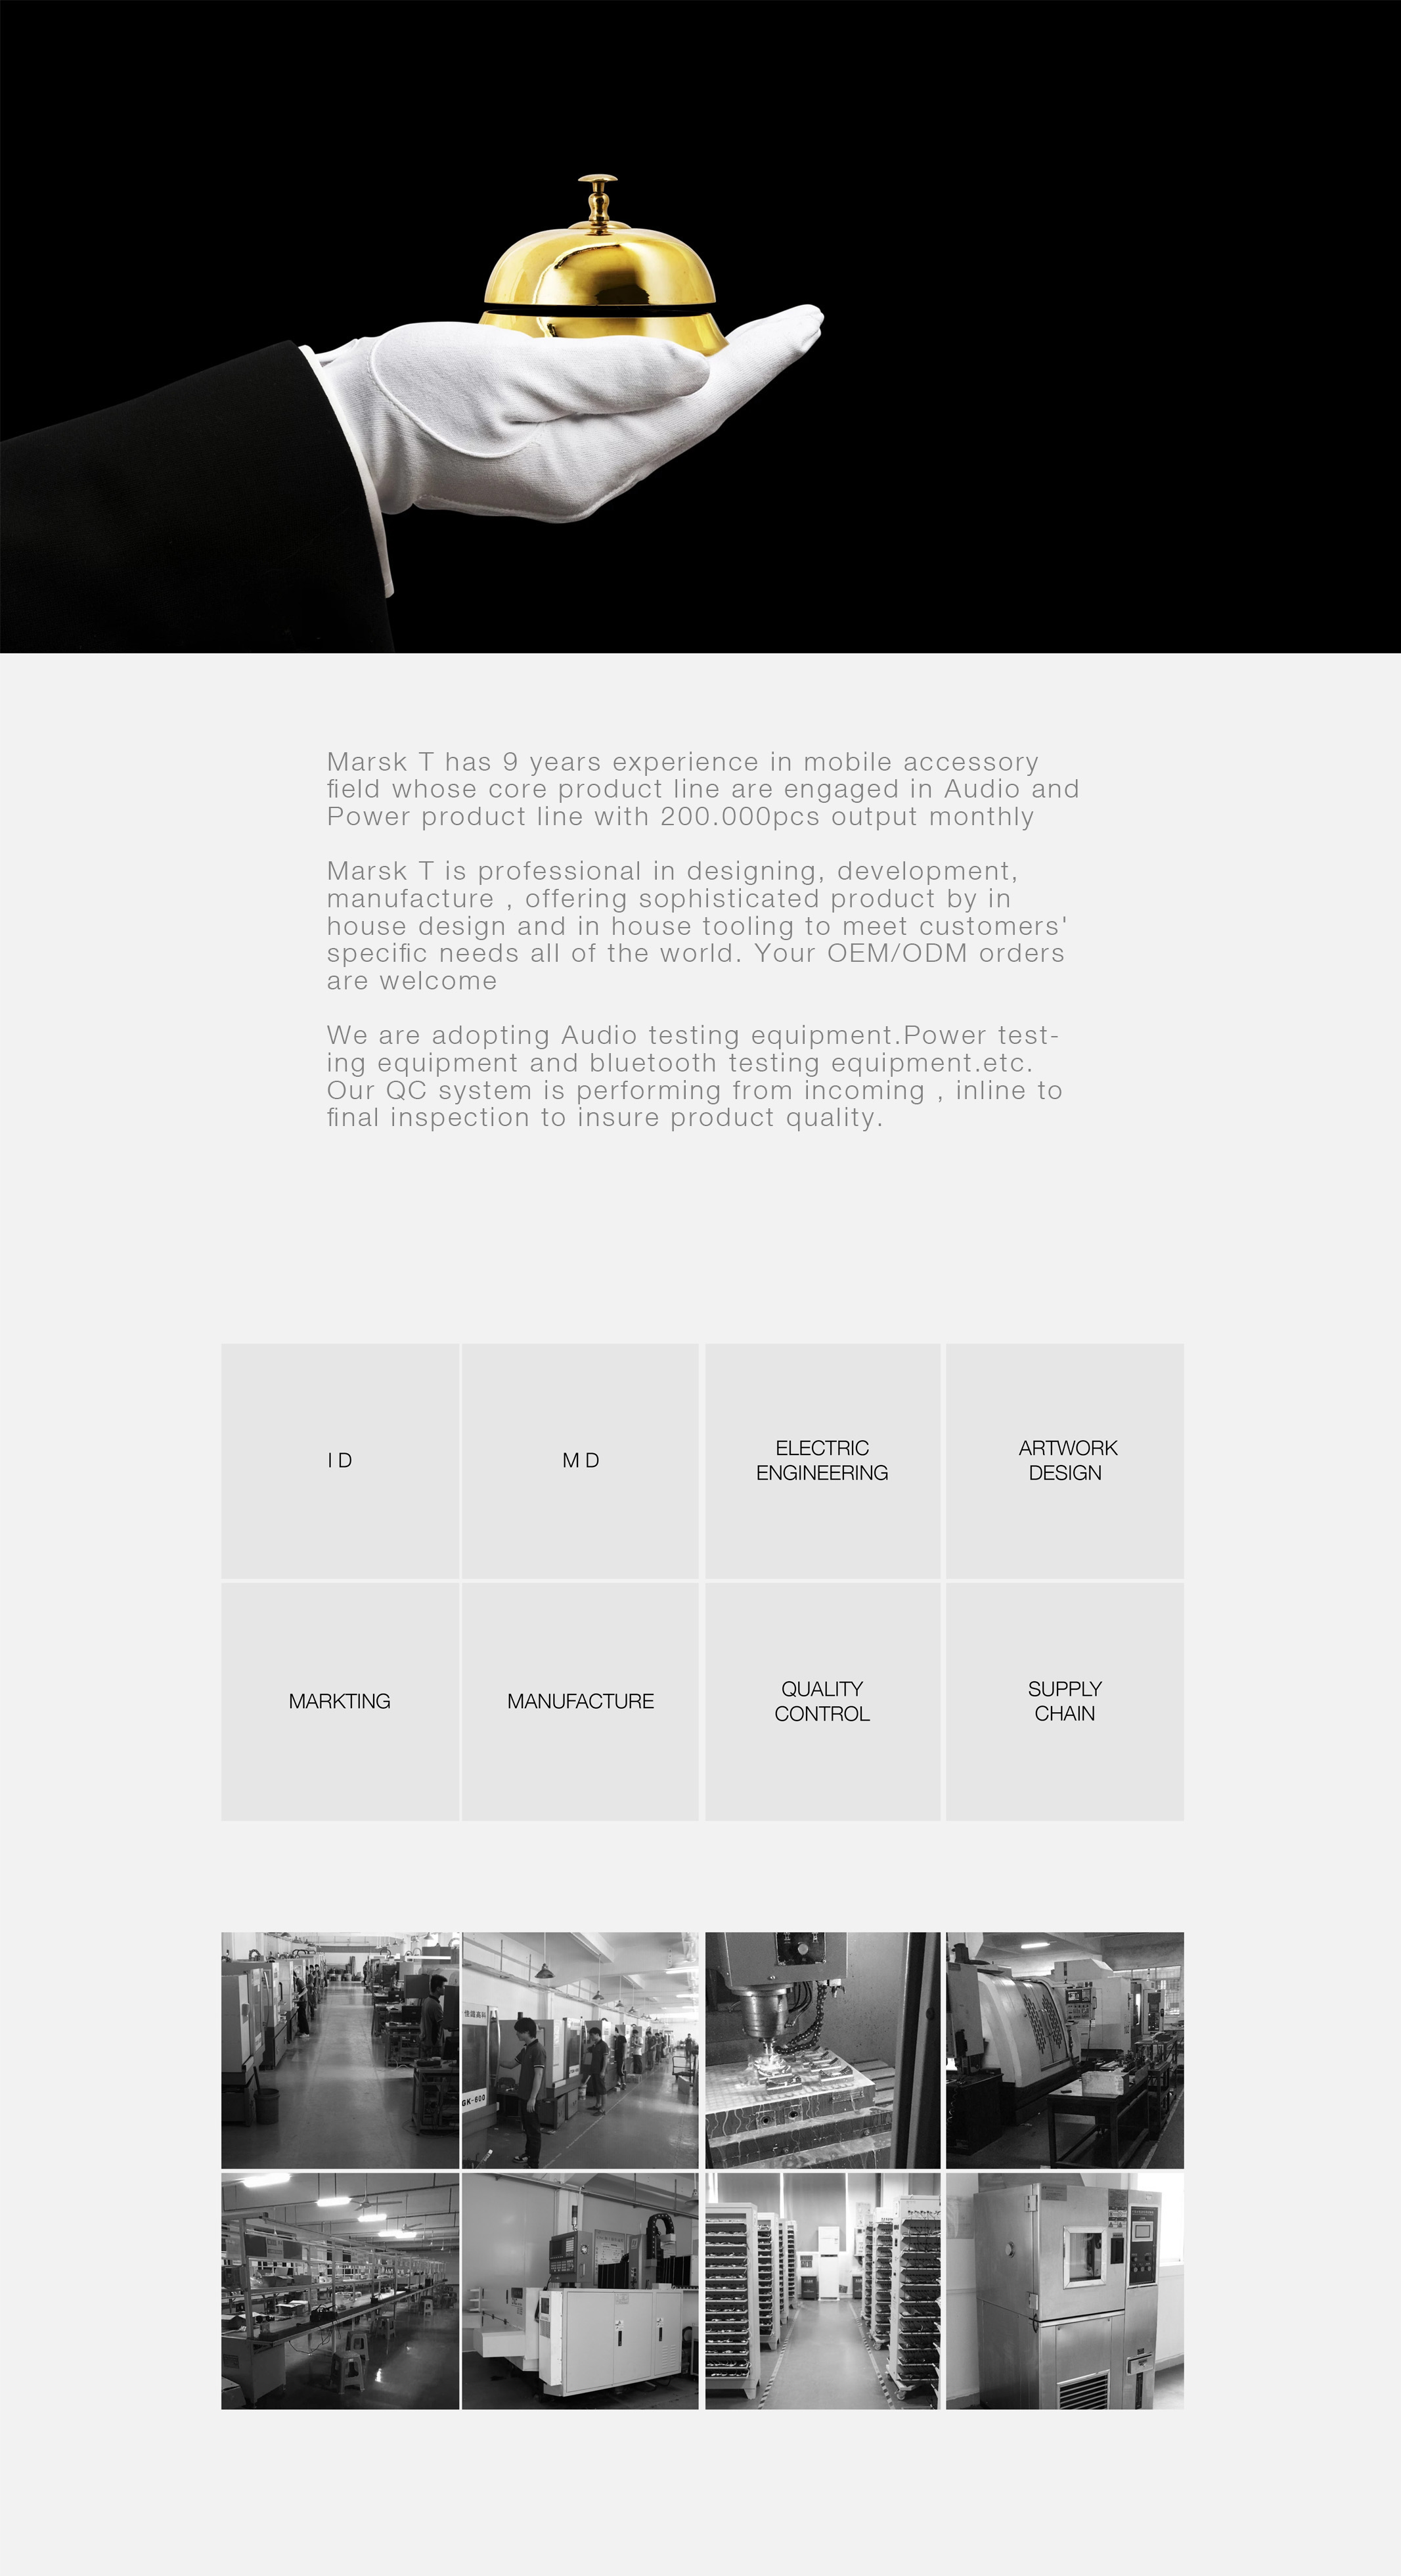 Marsk T has 9 years experience in mobile accessory
field whose core product line are engaged in Audio and
Power product line with 200.000pcs output monthly
Marsk T is professional in designing, development,
manufacture , offering sophisticated product by in
house design and in house tooling to meet customers'
specific needs all of the world. Your OEM/ODM orders
are welcome
We are adopting Audio testing equipment.Power test-
ing equipment and bluetooth testing equipment.etc.
Our QC system is performing from incoming , inline to
final inspection to insure product quality.
I D
M D
ELECTRIC
ENGINEERING
ARTWORK
DESIGN
MARKTING
MANUFACTURE
QUALITY
CONTROL
SUPPLY
CHAIN
GK-600